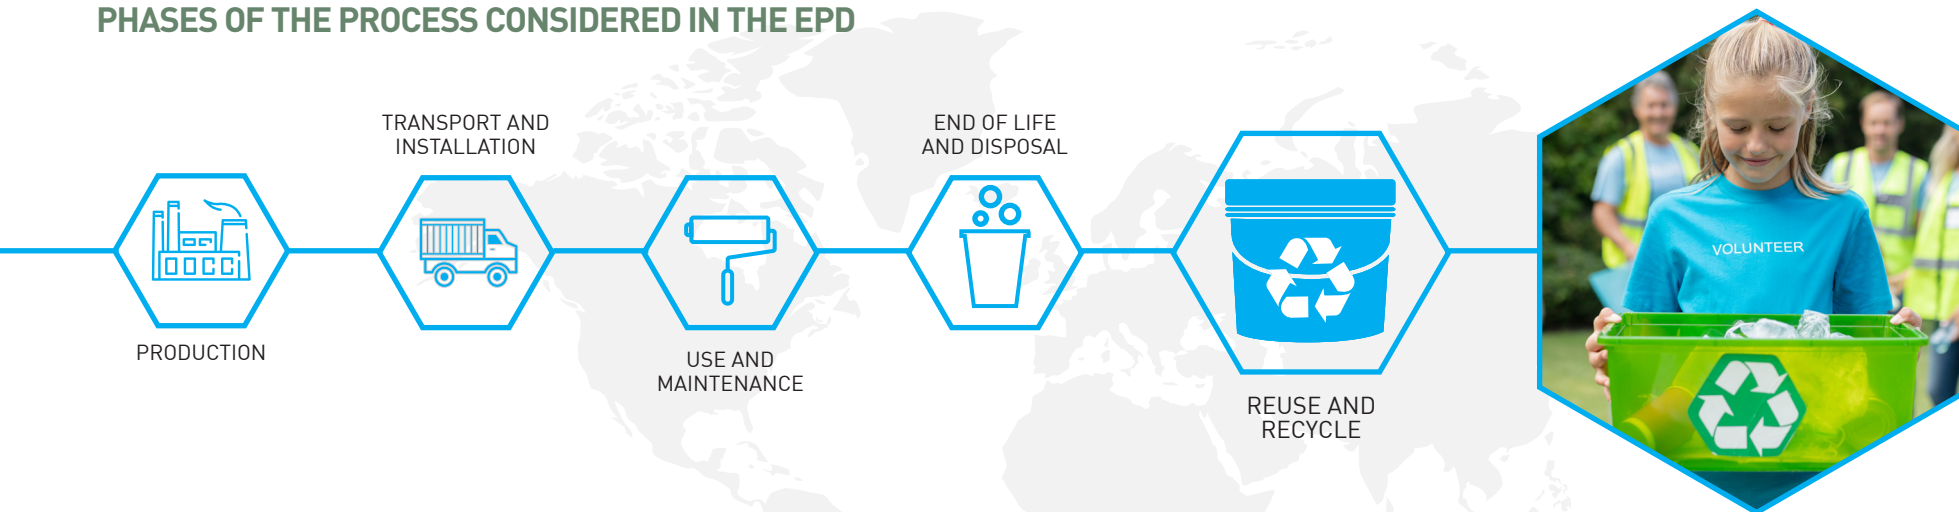 PHASES OF THE PROCESS CONSIDERED IN THE EPD
PRODUCTION
TRANSPORT AND
INSTALLATION
USE AND
MAINTENANCE
END OF LIFE
AND DISPOSAL
REUSE AND
RECYCLE
VOLUNTEER